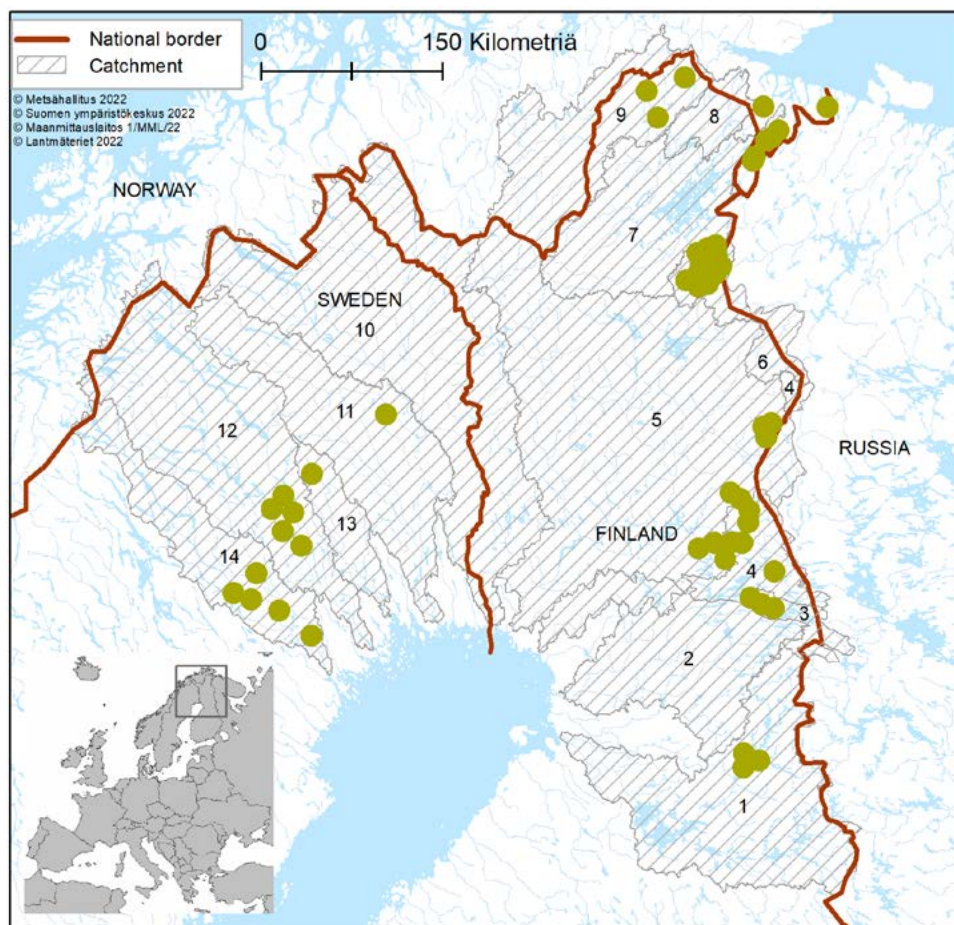 National border
Catchment
0 150 Kilometriä
© Metsähallitus 2022
© Suomen ympäristökeskus 2022
© Maanmittauslaitos 1/MML/22
© Lantmäteriet 2022
9
8
NORWAY
7
SWEDEN
10
6
4
11
5
12
RUSSIA
13
FINLAND
14
4
3
2
1